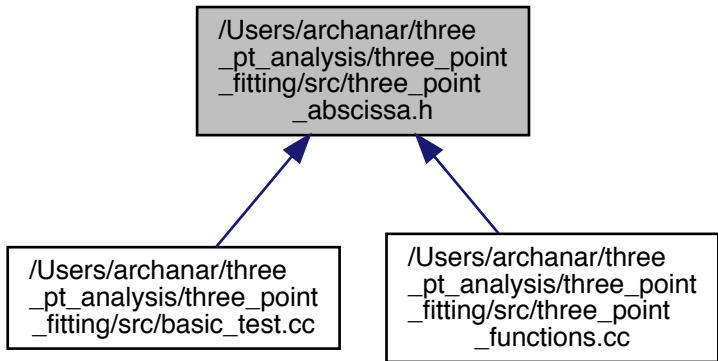 /Users/archanar/three
_pt_analysis/three_point
_fitting/src/three_point
_abscissa.h
/Users/archanar/three
_pt_analysis/three_point
_fitting/src/basic_test.cc
/Users/archanar/three
_pt_analysis/three_point
_fitting/src/three_point
_functions.cc